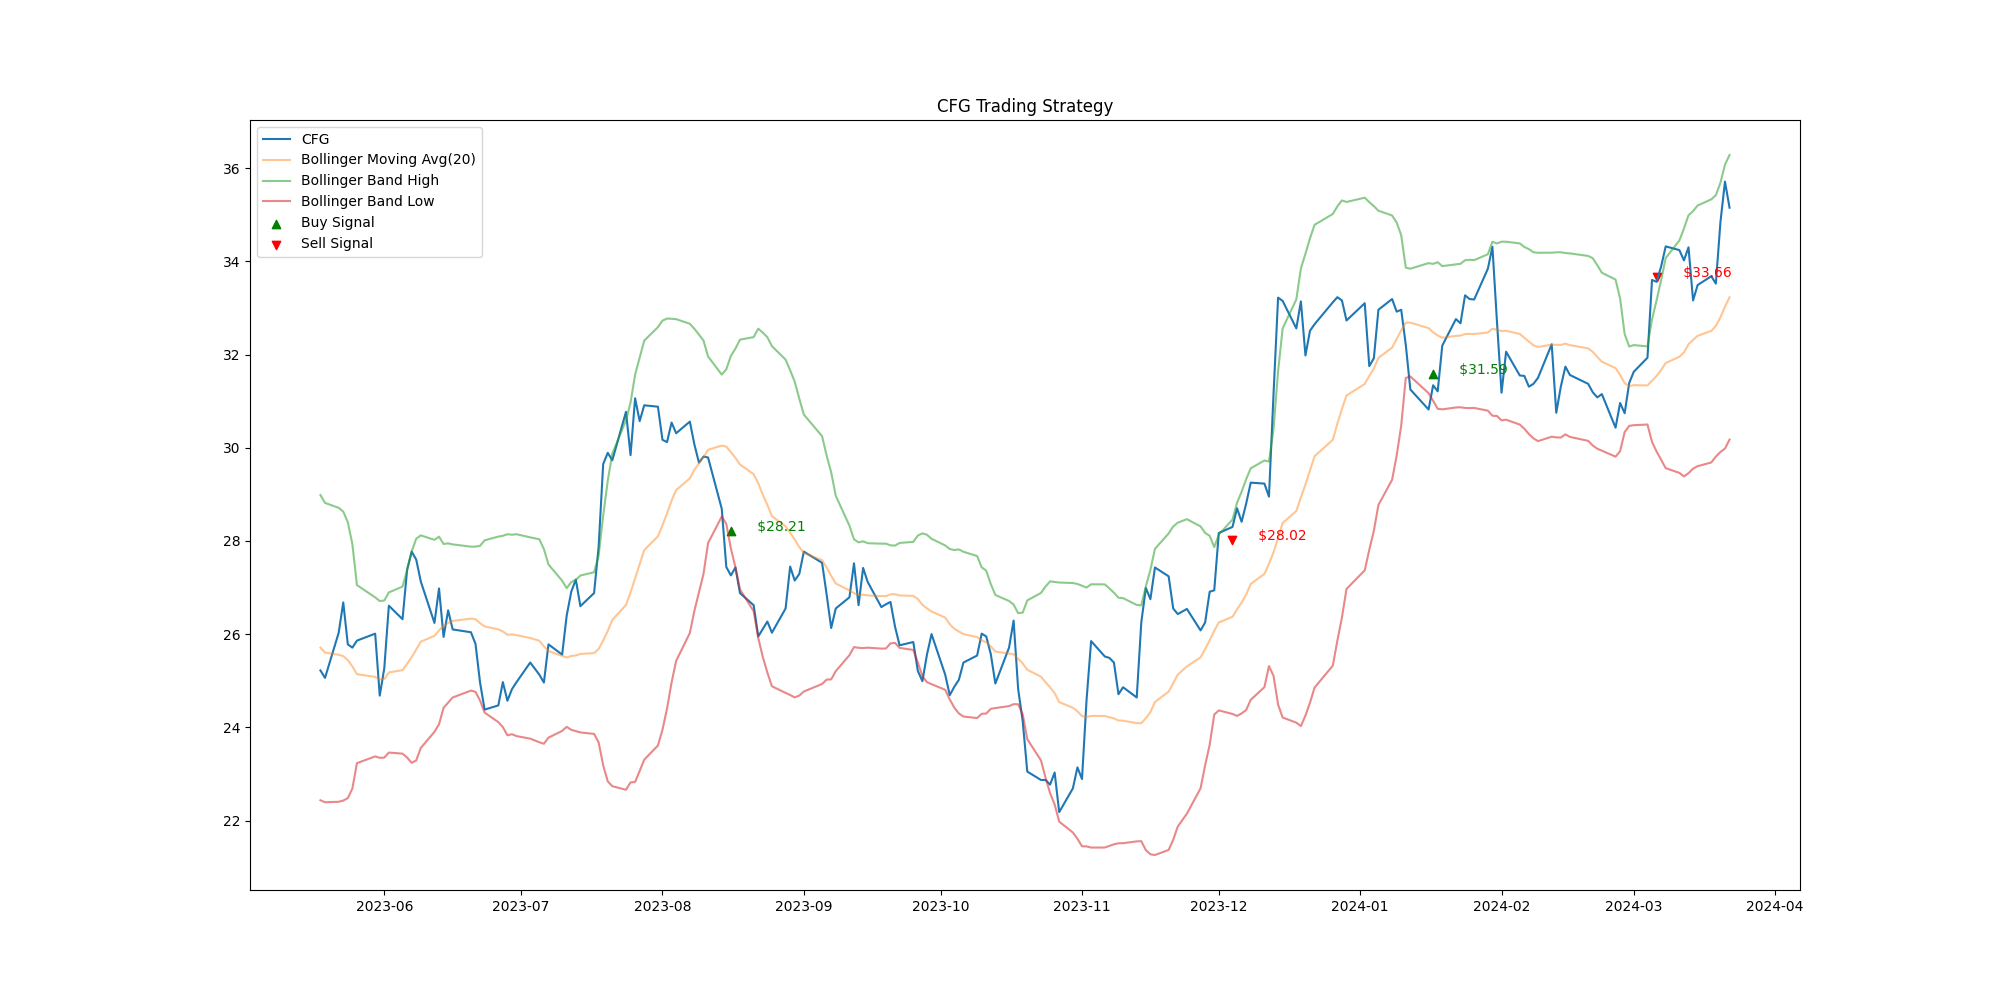 CFG Trading Strategy
CFG
Bollinger Moving Avg(20)
Bollinger Band High
Bollinger Band Low
Buy Signal
Sell Signal
36
34
32
30
28
26
24
22
$28.21
$28.02
$31.59
$33.66
2023-06 2023-07 2023-08 2023-09 2023-10 2023-11 2023-12 2024-01 2024-02 2024-03 2024-04